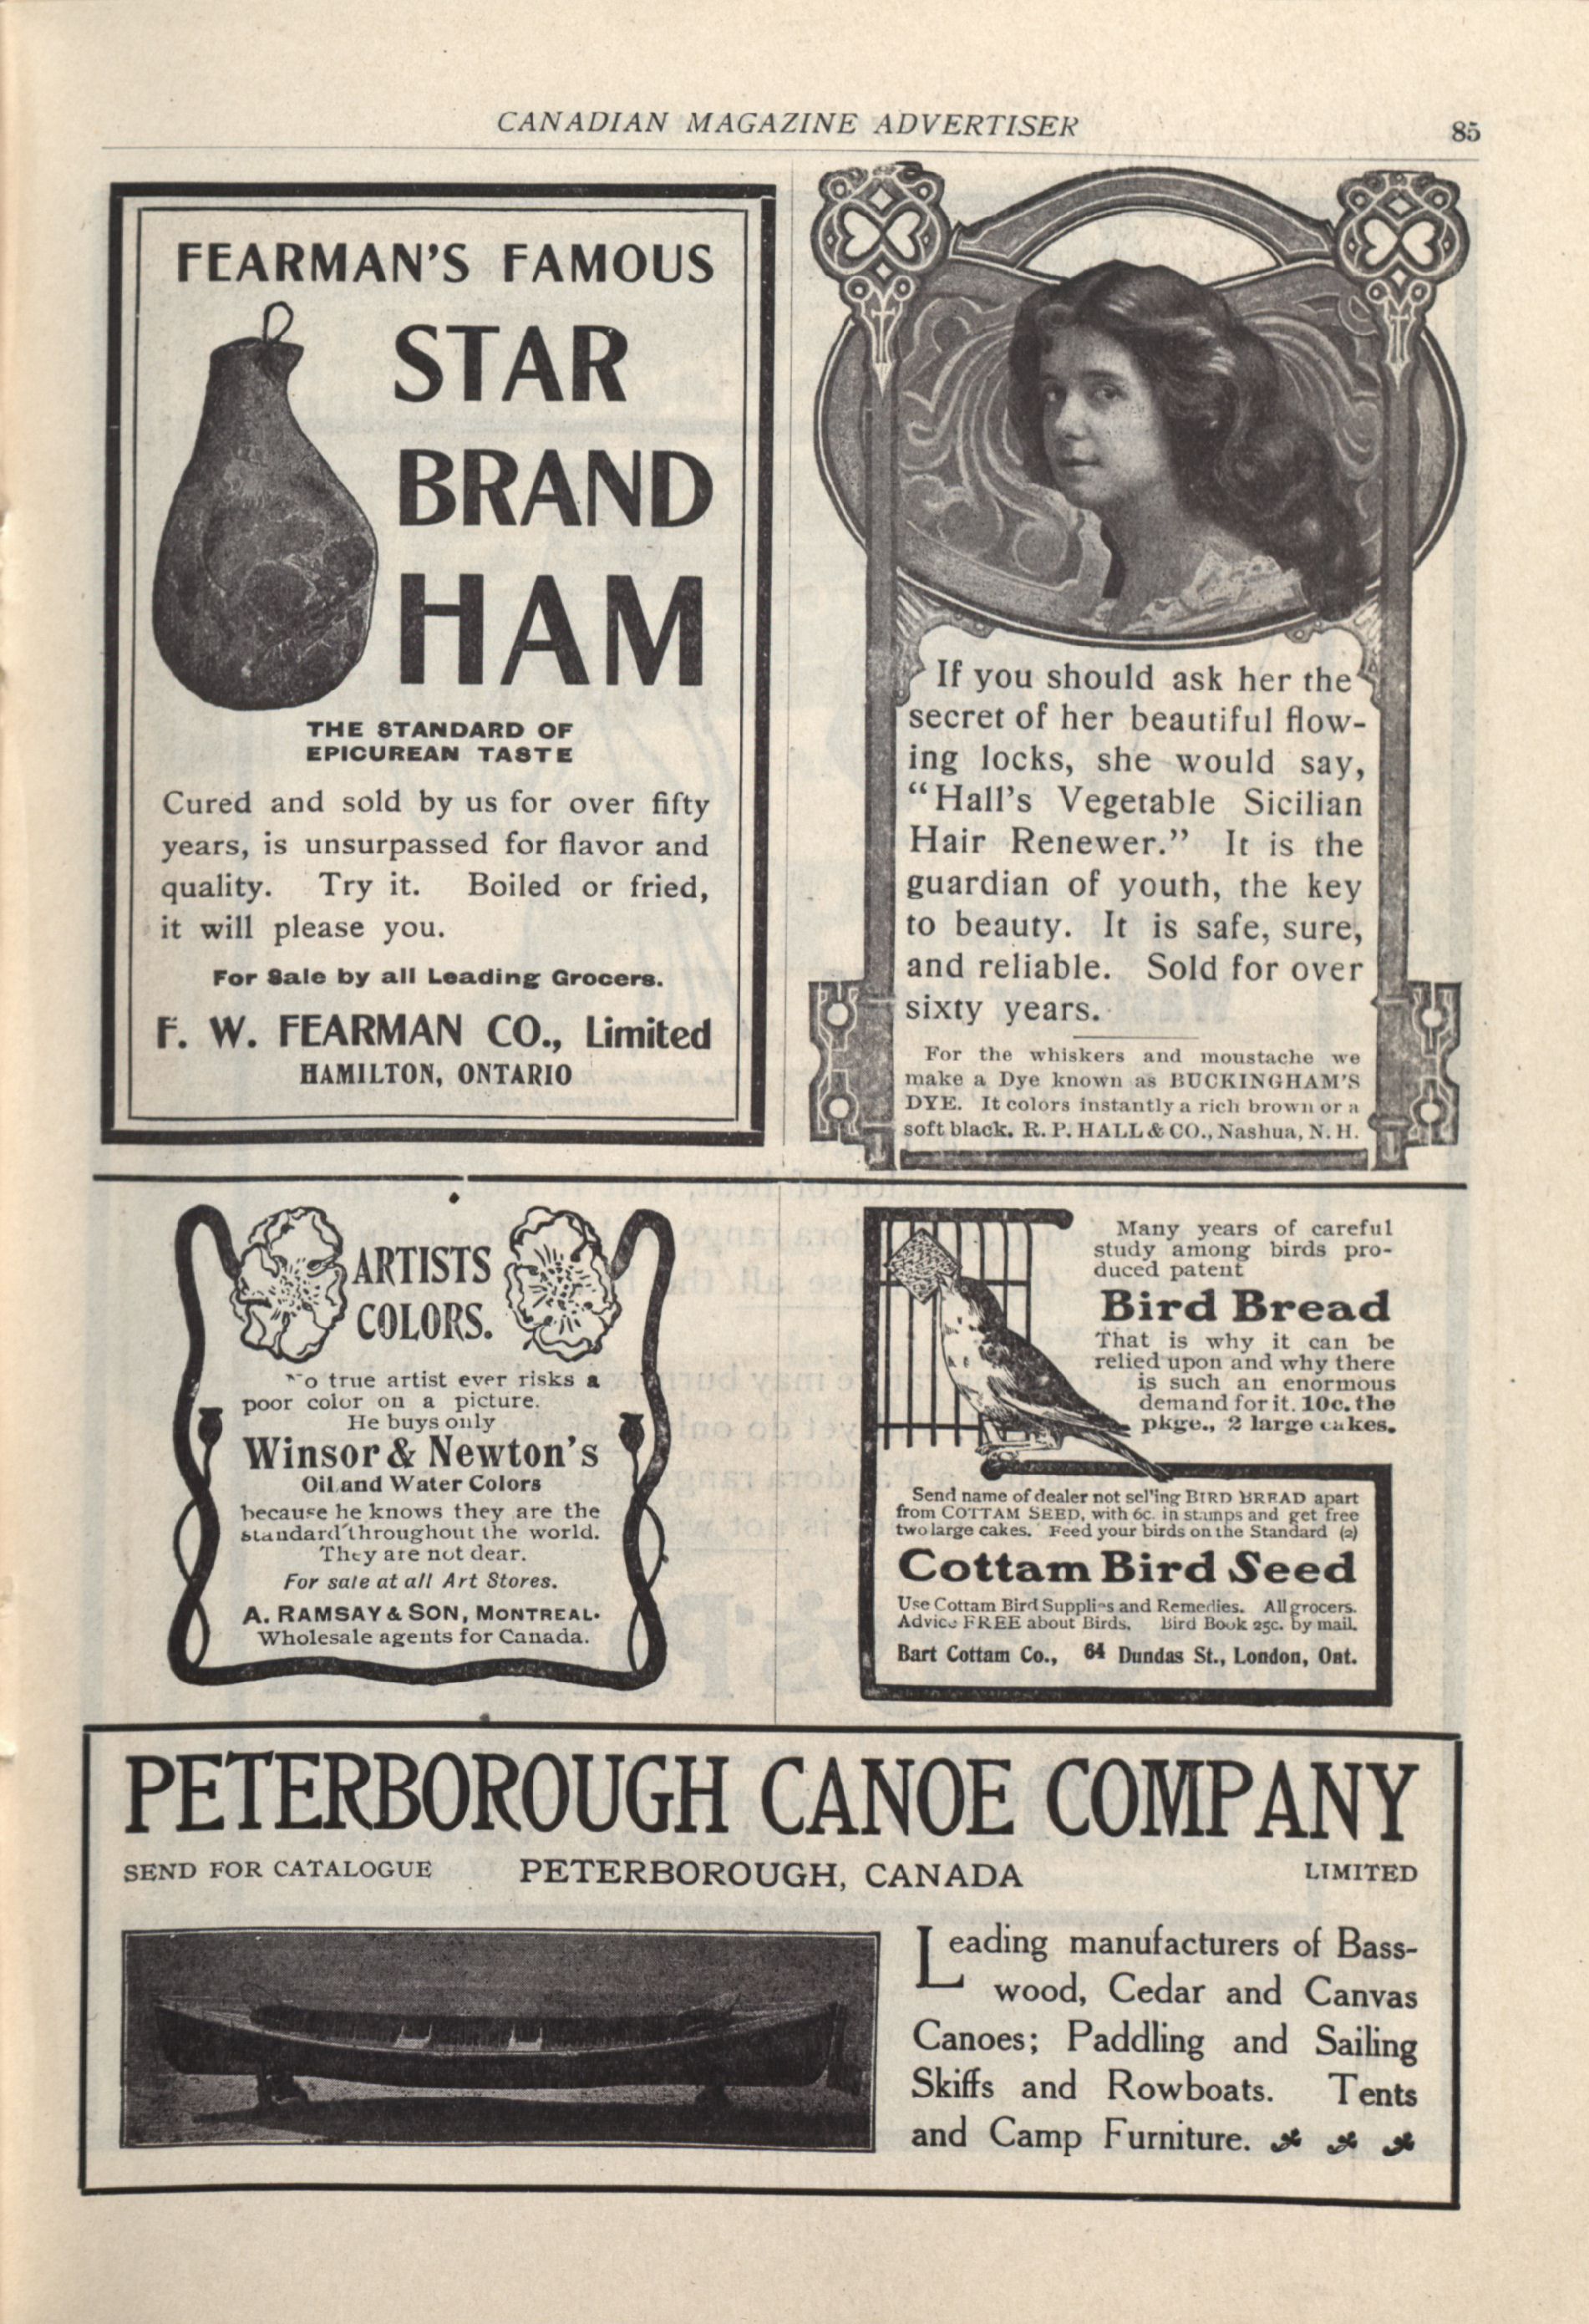 CANADIAN MAGAZINE ADVERTISER
85
FEARMAN'S FAMOUS
STAR
BRAND
HAM
THE STANDARD OF
EPICUREAN TASTE
Cured and sold by us for over fifty
years, is unsurpassed for flavor and
quality. Try it. Boiled or fried,
it will please you.
For Sale by all Leading Grocers.
F. W. FEARMAN CO., Limited
HAMILTON, ONTARIO
If you should ask her the
secret of her beautiful flow-
ing locks, she would say,
"Hall's Vegetable Sicilian
Hair Renewer." It is the
guardian of youth, the key
to beauty. It is safe, sure,
and reliable. Sold for over
sixty years.
For the whiskers and moustache we
make a Dye known as BUCKINGHAM'S
DYE. It colors instantly a rich brown or a
soft black. R. P. HALL & CO., Nashua, N. H.
ARTISTS
COLORS.
No true artist ever risks a
poor color on a picture.
He buys only
Winsor & Newton's
Oil and Water Colors
because he knows they are the
standard throughout the world.
They are not dear.
For sale at all Art Stores.
A. RAMSAY & SON, MONTREAL.
Wholesale agents for Canada.
Many years of careful
study among birds pro-
duced patent
Bird Bread
That is why it can be
relied upon and why there
is such an enormous
demand for it. 10c. the
pkge., 2 large cakes.
Send name of dealer not sel'ing BIRD BREAD apart
from COTTAM SEED, with 6c. in stamps and get free
two large cakes. Feed your birds on the Standard (2)
Cottam Bird Seed
Use Cottam Bird Supplies and Remedies. All grocers.
Advice FREE about Birds. Bird Book 25c. by mail.
Bart Cottam Co., 64 Dundas St., London, Ont.
PETERBOROUGH CANOE COMPANY
SEND FOR CATALOGUE PETERBOROUGH, CANADA LIMITED
Leading manufacturers of Bass-
wood, Cedar and Canvas
Canoes; Paddling and Sailing
Skiffs and Rowboats. Tents
and Camp Furniture.